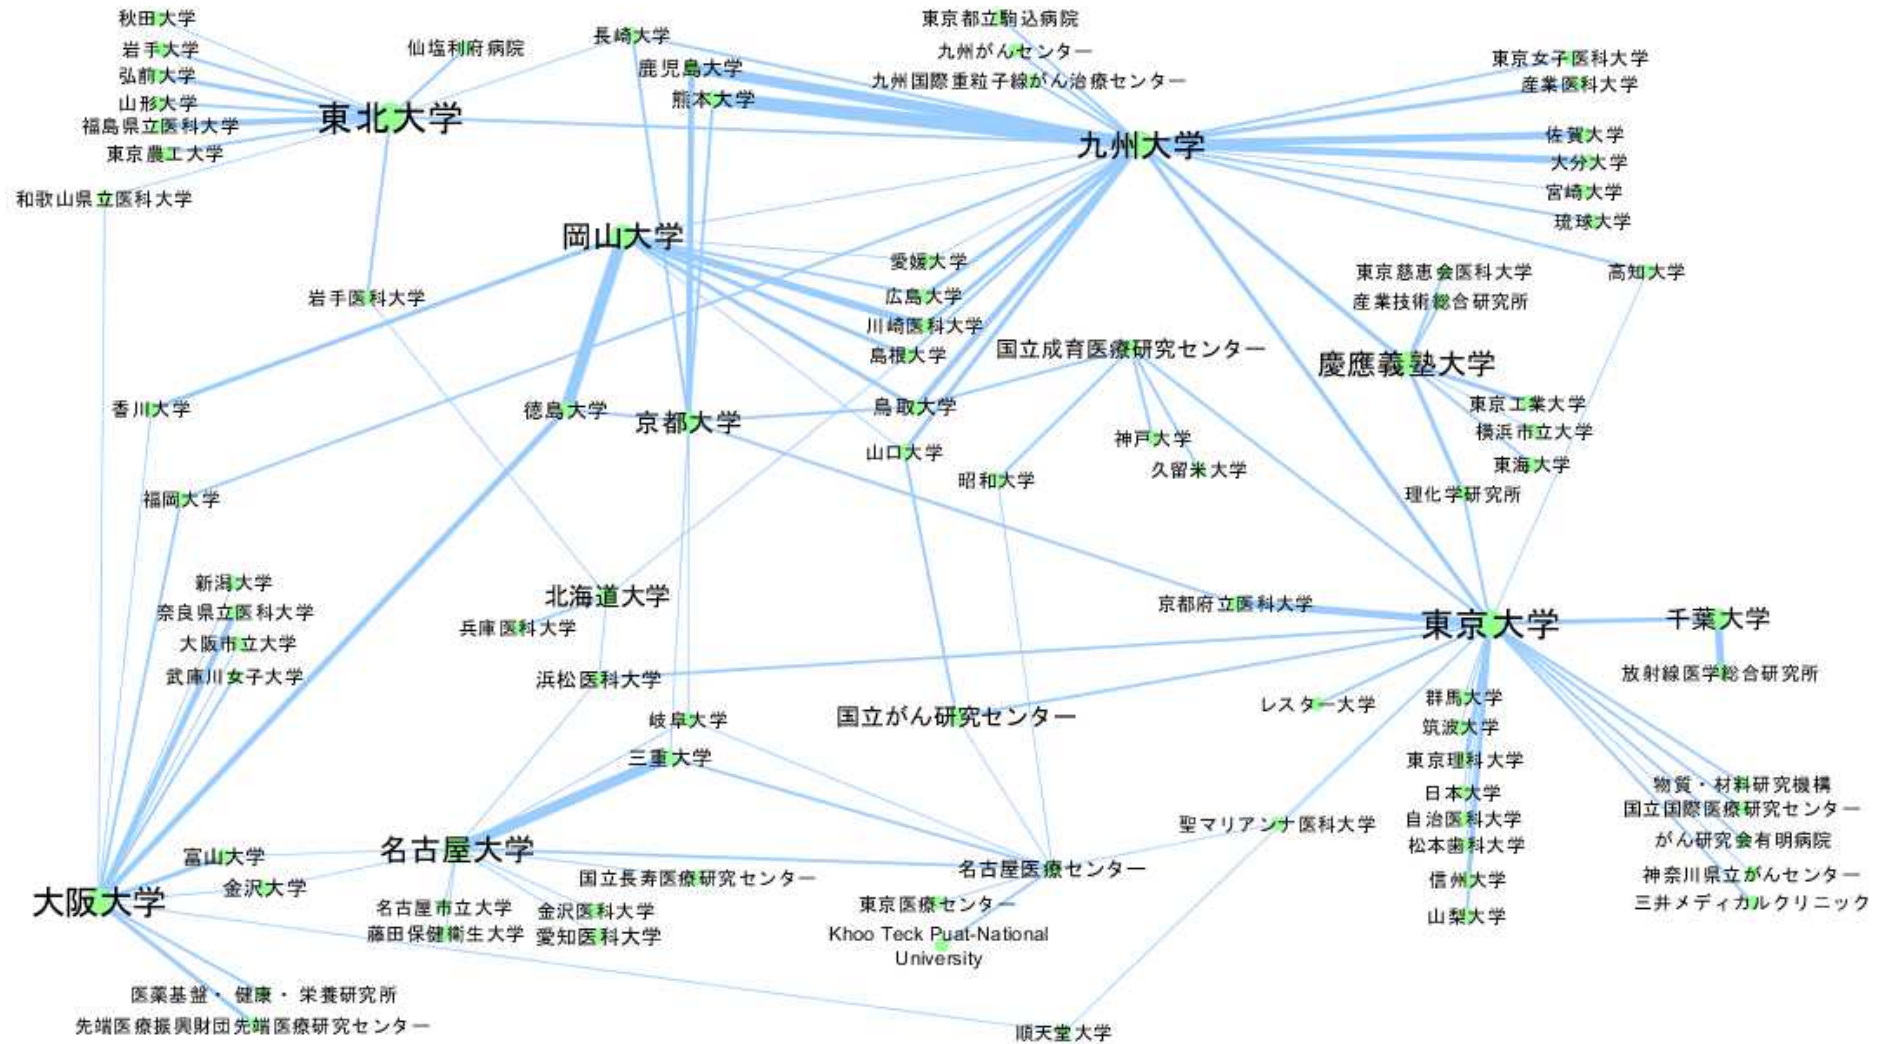 秋田大学
岩手大学
弘前大学
山形大学
福島県立医科大学
東京農工大学
和歌山県立医科大学
仙塩利府病院
東北大学
岩手医科大学
長崎大学
鹿児島大学
熊本大学
東京都立駒込病院
九州がんセンター
九州国際重粒子線がん治療センター
九州大学
東京女子医科大学
産業医科大学
佐賀大学
大分大学
宮崎大学
琉球大学
高知大学
岡山大学
愛媛大学
広島大学
川崎医科大学
島根大学
国立成育医療研究センター
東京慈恵会医科大学
産業技術総合研究所
慶應義塾大学
東京工業大学
横浜市立大学
東海大学
理化学研究所
香川大学
徳島大学
京都大学
鳥取大学
山口大学
昭和大学
神戸大学
久留米大学
福岡大学
新潟大学
奈良県立医科大学
大阪市立大学
武庫川女子大学
北海道大学
兵庫医科大学
浜松医科大学
岐阜大学
三重大学
京都府立医科大学
東京大学
千葉大学
放射線医学総合研究所
国立がん研究センター
レスター大学
群馬大学
筑波大学
東京理科大学
日本大学
自治医科大学
松本歯科大学
信州大学
山梨大学
物質・材料研究機構
国立国際医療研究センター
がん研究会有明病院
神奈川県立がんセンター
三井メディカルクリニック
聖マリアンナ医科大学
名古屋大学
富山大学
金沢大学
大阪大学
国立長寿医療研究センター
名古屋医療センター
名古屋市立大学
藤田保健衛生大学
金沢医科大学
愛知医科大学
東京医療センター
Khoo Teck Puat-National
University
医薬基盤・健康・栄養研究所
先端医療振興財団先端医療研究センター
順天堂大学